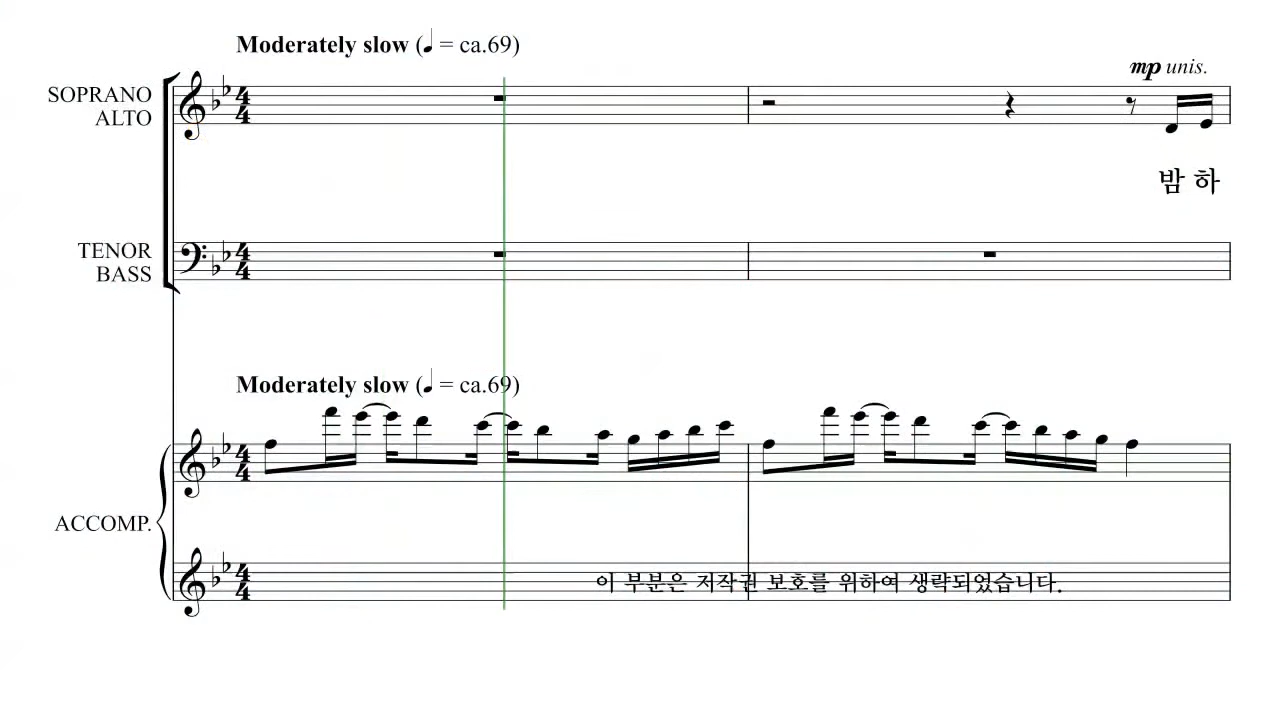 Moderately slow (♩ = ca.69)
mp unis.
SOPRANO
ALTO
밤 하
TENOR
BASS
Moderately slow (♩ = ca.69)
ACCOMP.
이 부분은 저작권 보호를 위하여 생략되었습니다.